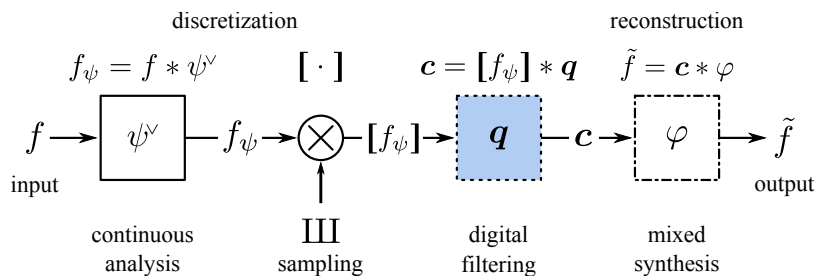 discretization reconstruction
f_ψ = f * ψ^∨ [ · ] c = [f_ψ] * q f̃ = c * φ
f ψ^∨ f_ψ [f_ψ] q c φ f̃
input output
Ш
continuous sampling digital mixed
analysis filtering synthesis